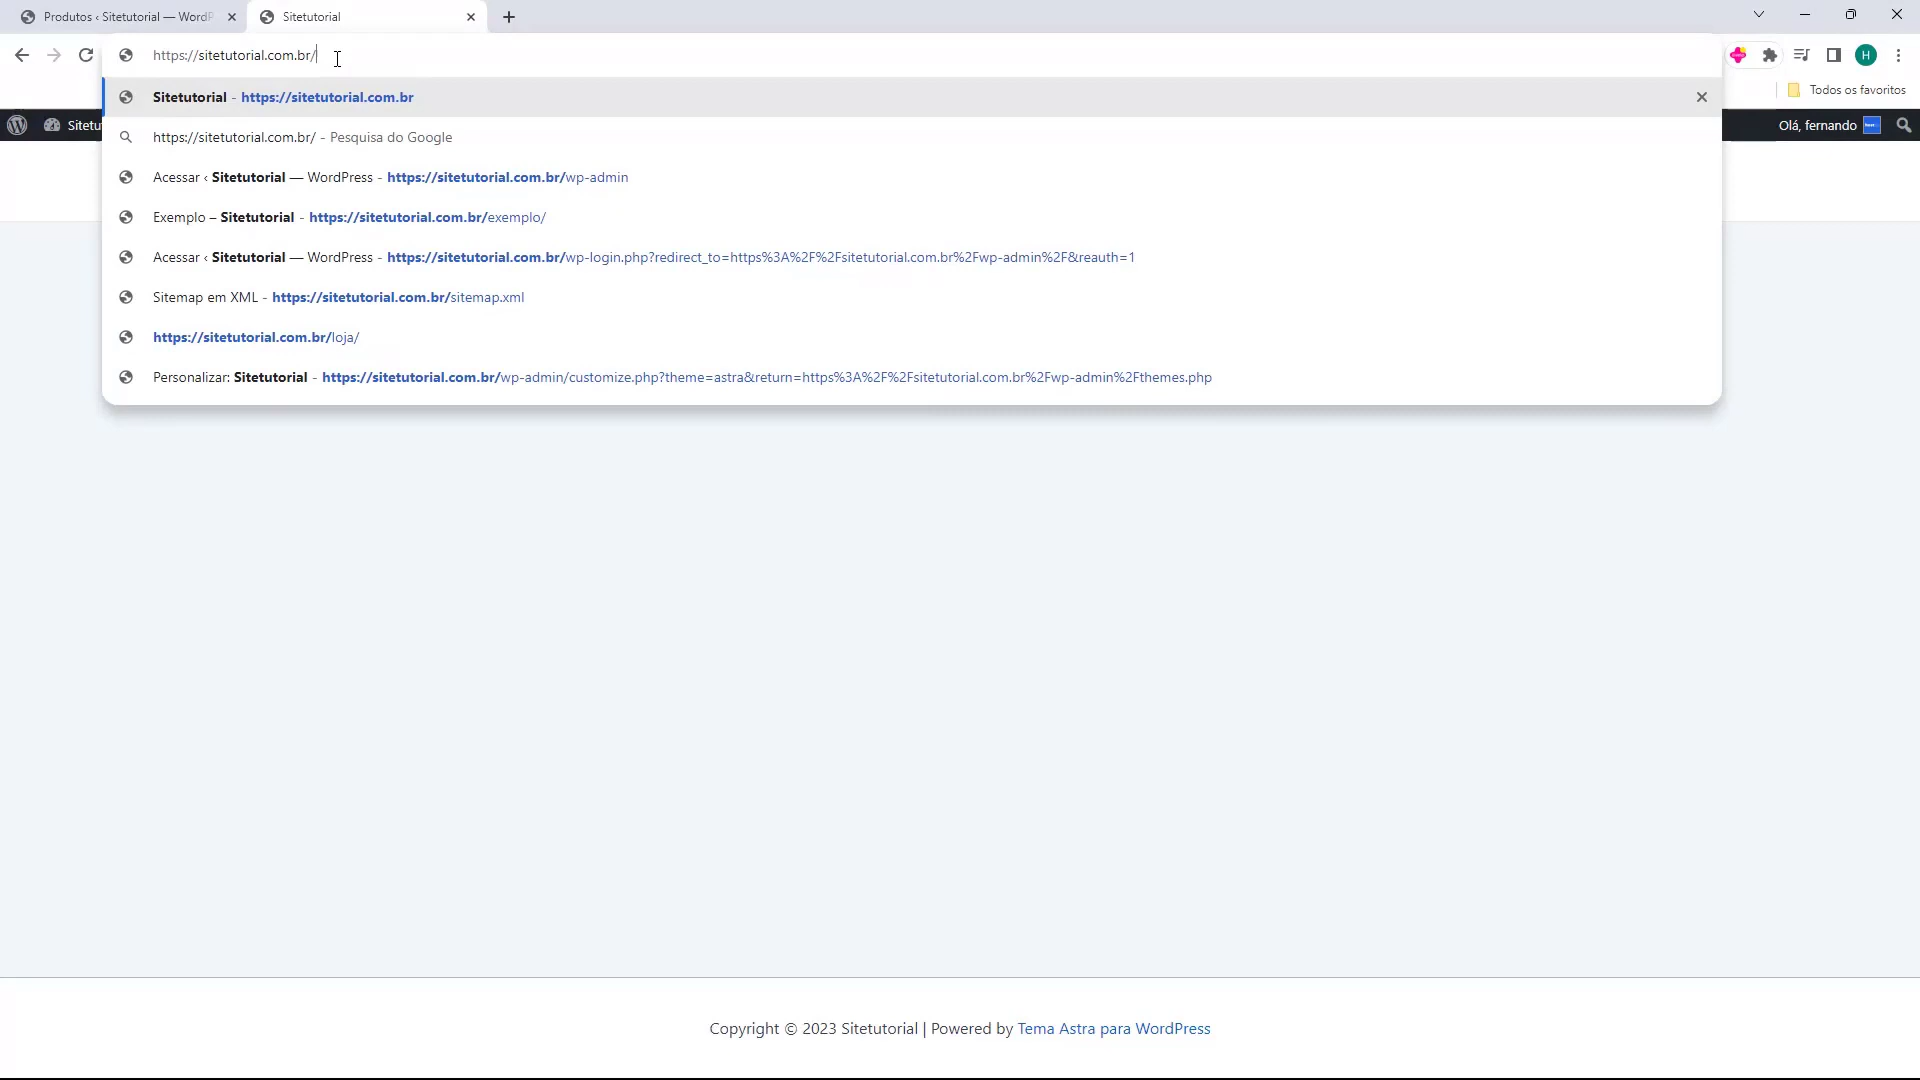 Produtos ‹ Sitetutorial — WordP
Sitetutorial
https://sitetutorial.com.br/
Todos os favoritos
Sitetutorial - https://sitetutorial.com.br
Sitetu
Olá, fernando
https://sitetutorial.com.br/ - Pesquisa do Google
Acessar ‹ Sitetutorial — WordPress - https://sitetutorial.com.br/wp-admin
Exemplo – Sitetutorial - https://sitetutorial.com.br/exemplo/
Acessar ‹ Sitetutorial — WordPress - https://sitetutorial.com.br/wp-login.php?redirect_to=https%3A%2F%2Fsitetutorial.com.br%2Fwp-admin%2F&reauth=1
Sitemap em XML - https://sitetutorial.com.br/sitemap.xml
https://sitetutorial.com.br/loja/
Personalizar: Sitetutorial - https://sitetutorial.com.br/wp-admin/customize.php?theme=astra&return=https%3A%2F%2Fsitetutorial.com.br%2Fwp-admin%2Fthemes.php
Copyright © 2023 Sitetutorial | Powered by Tema Astra para WordPress